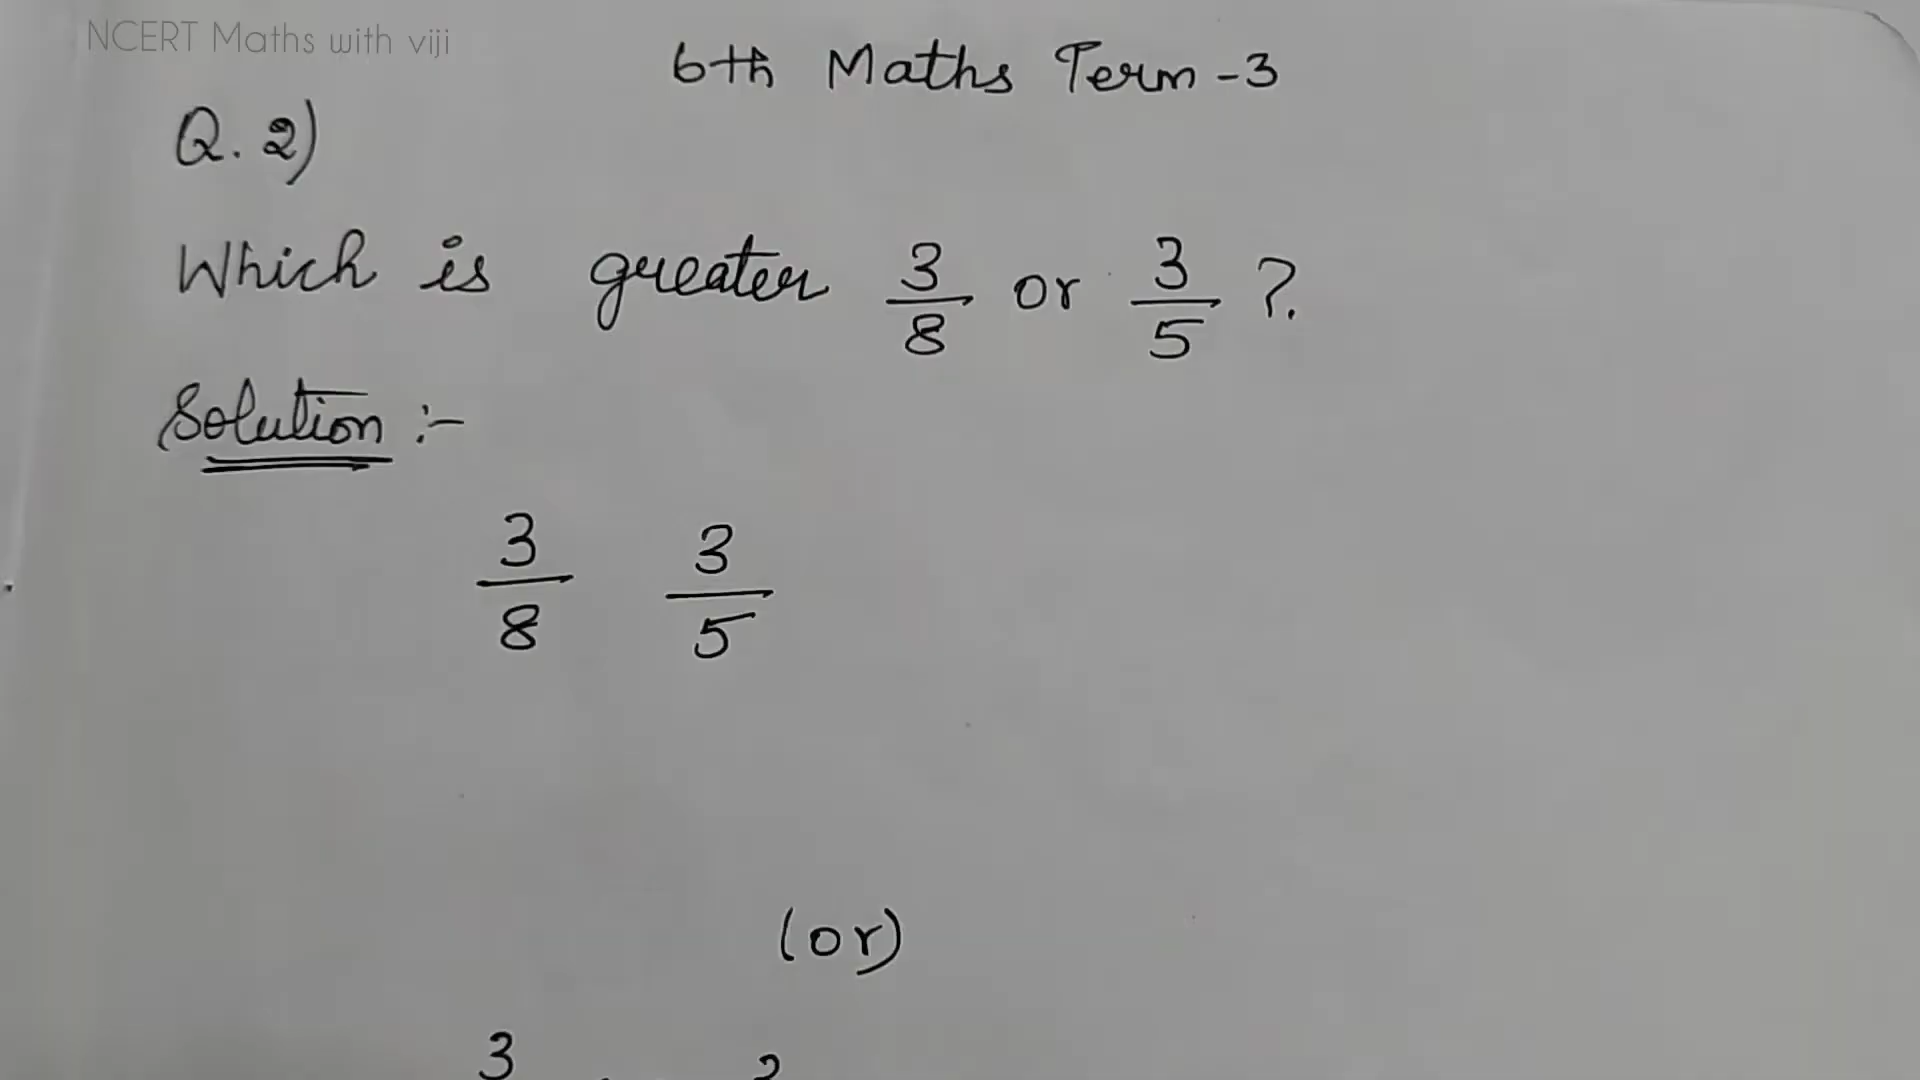 NCERT Maths with viji
6th Maths Term -3
Q. 2)
Which is greater 3/8 or 3/5 ?.
Solution :-
3/8 3/5
(or)
3